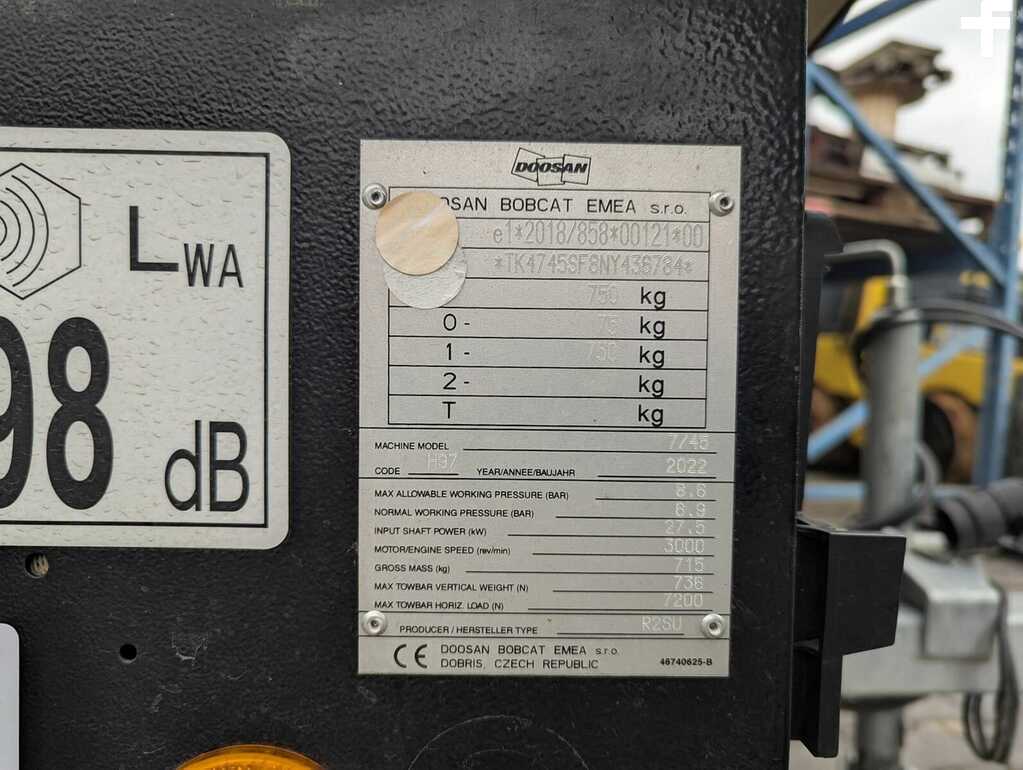 LWA
98
dB
DOOSAN
OOSAN BOBCAT EMEA s.r.o.
e1*2018/858*00121*00
*TK4745SF8NY436784*
750 kg
0- 75 kg
1- 750 kg
2- kg
T kg
MACHINE MODEL 7/45
CODE H97 YEAR/ANNEE/BAUJAHR 2022
MAX ALLOWABLE WORKING PRESSURE (BAR) 8.6
NORMAL WORKING PRESSURE (BAR) 6.9
INPUT SHAFT POWER (kW) 27.5
MOTOR/ENGINE SPEED (rev/min) 3000
GROSS MASS (kg) 715
MAX TOWBAR VERTICAL WEIGHT (N) 736
MAX TOWBAR HORIZ. LOAD (N) 7200
PRODUCER / HERSTELLER TYPE R2SU
CE DOOSAN BOBCAT EMEA s.r.o.
DOBRIS, CZECH REPUBLIC 46740625-B